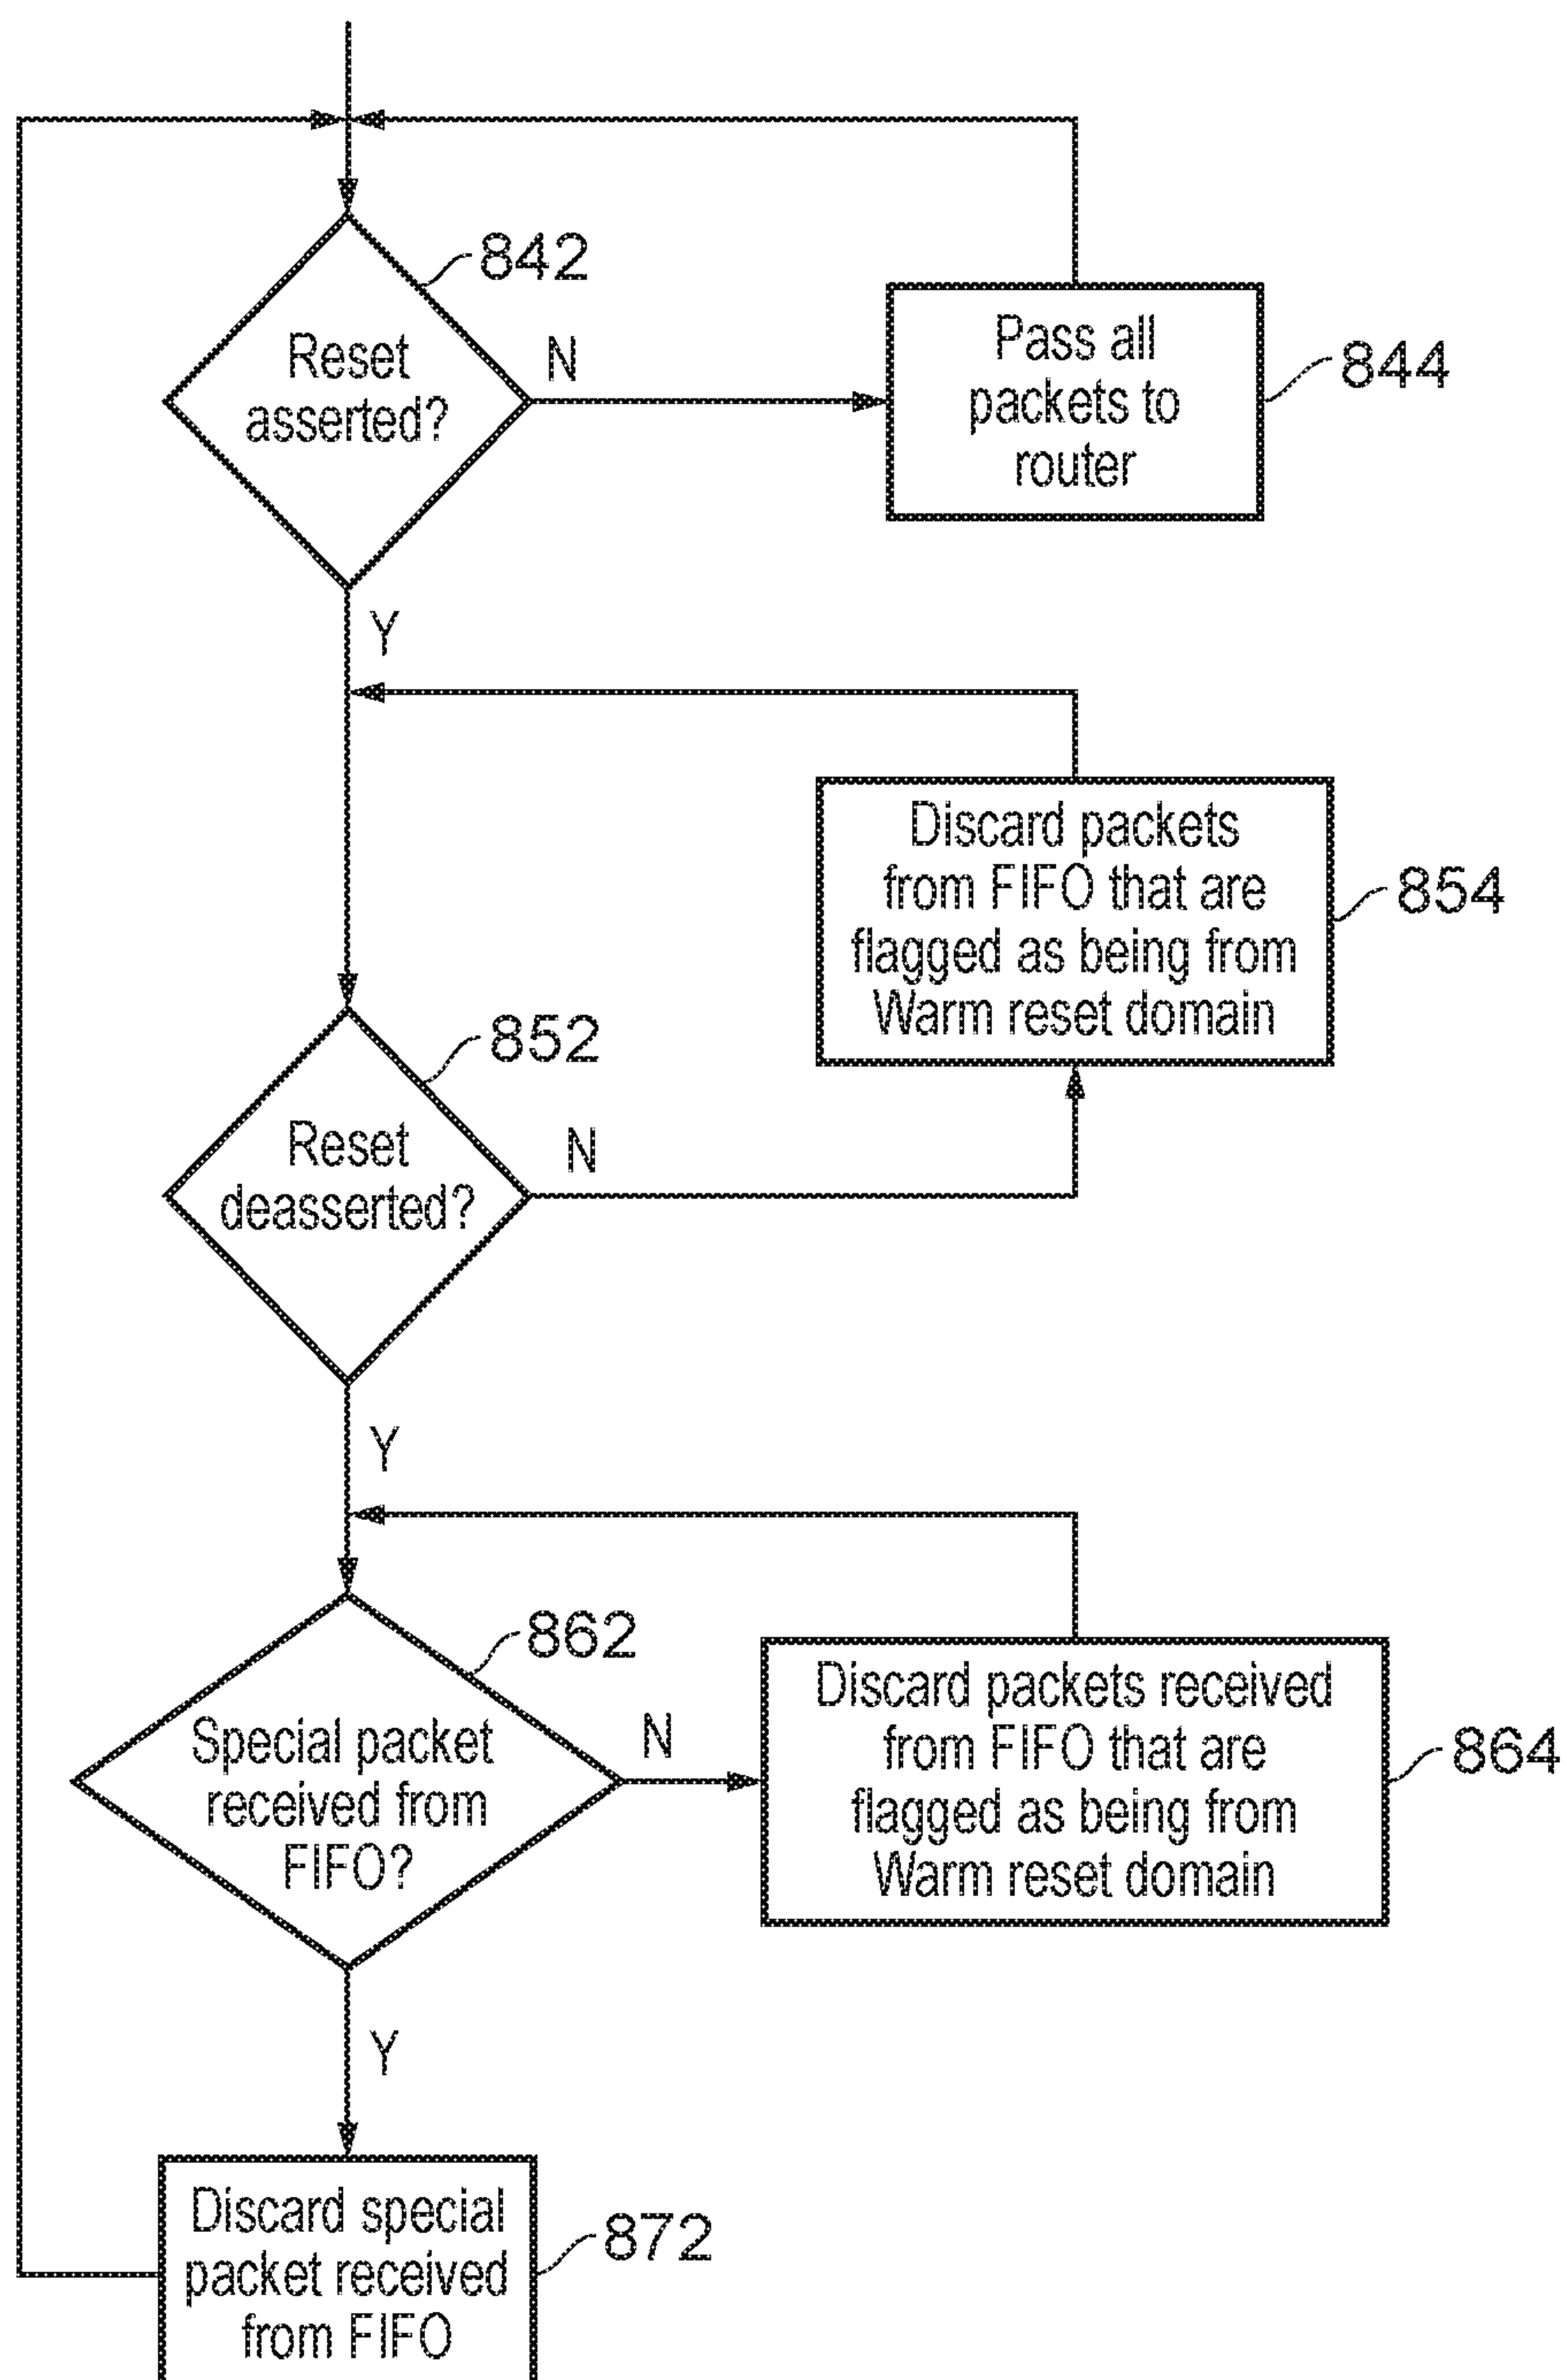 842
Reset
asserted?
N
Pass all
packets to
router
844
Y
Discard packets
from FIFO that are
flagged as being from
Warm reset domain
854
852
Reset
deasserted?
N
Y
862
Special packet
received from
FIFO?
N
Discard packets received
from FIFO that are
flagged as being from
Warm reset domain
864
Y
Discard special
packet received
from FIFO
872